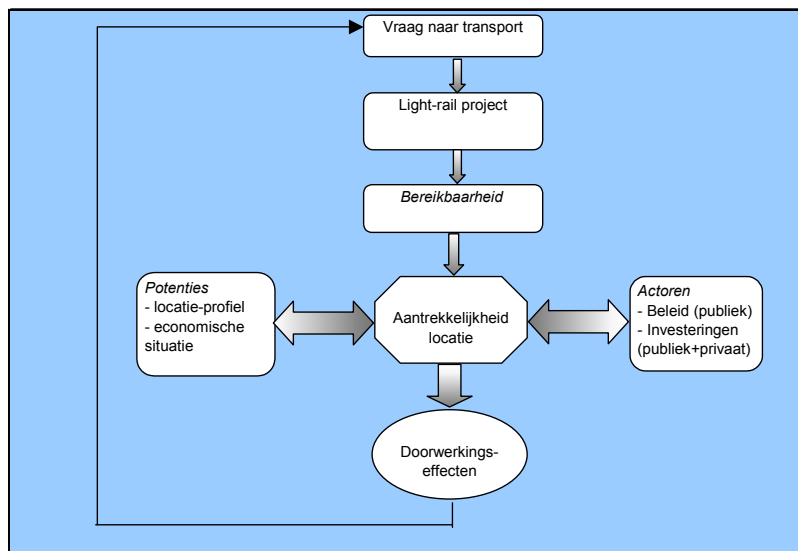 Vraag naar transport
Light-rail project
Bereikbaarheid
Potenties
- locatie-profiel
- economische
situatie
Aantrekkelijkheid
locatie
Actoren
- Beleid (publiek)
- Investeringen
(publiek+privaat)
Doorwerkings-
effecten